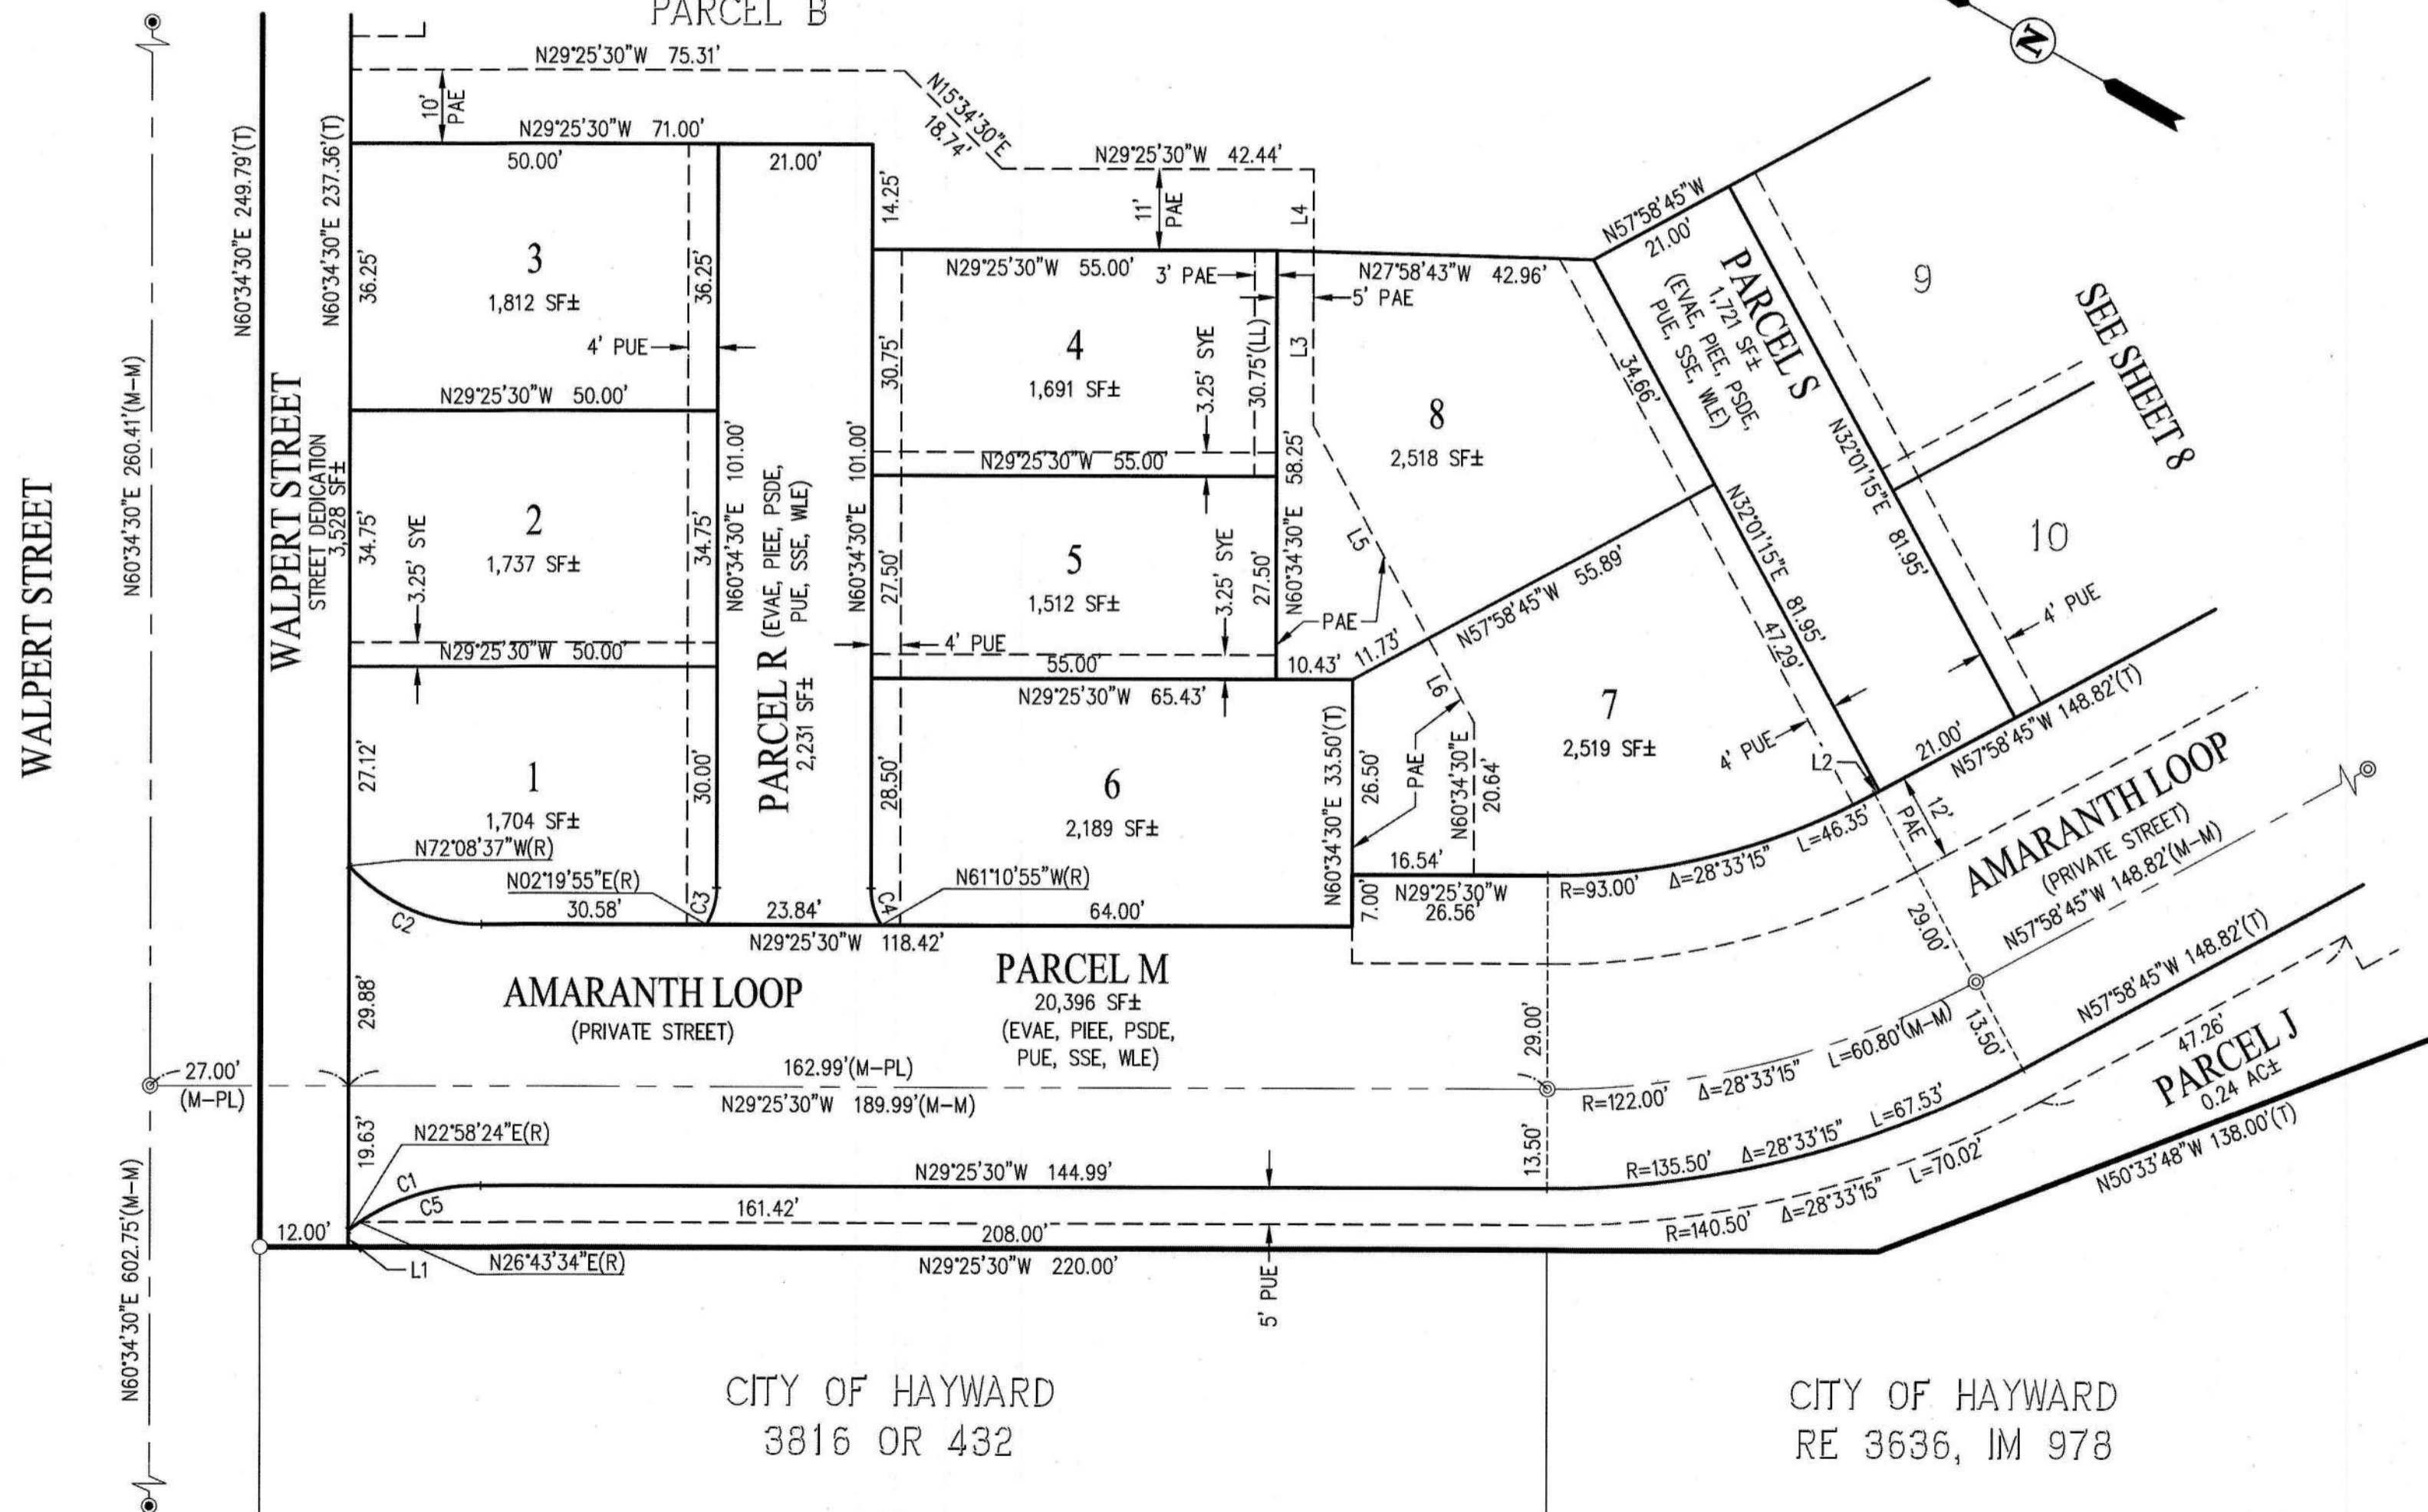 PARCEL B
N
N29°25'30"W 75.31'
10'
PAE
N15°34'30"E
18.74'
N29°25'30"W 71.00'
50.00'
21.00'
N29°25'30"W 42.44'
14.25'
11'
PAE
L4
N60°34'30"E 249.79'(T)
N60°34'30"E 237.36'(T)
N60°34'30"E 260.41'(M-M)
36.25'
3
1,812 SF±
36.25'
4' PUE
N29°25'30"W 55.00'
3' PAE
5' PAE
N27°58'43"W 42.96'
N57°58'45"W
21.00'
PARCEL S
1,721 SF±
(EVAE, PIEE, PSDE,
PUE, SSE, WLE)
9
SEE SHEET 8
30.75'
4
1,691 SF±
3.25' SYE
30.75'(LL)
L3
34.66'
8
2,518 SF±
N32°01'15"E 81.95'
N29°25'30"W 50.00'
WALPERT STREET
WALPERT STREET
STREET DEDICATION
3,528 SF±
34.75'
3.25' SYE
2
1,737 SF±
34.75'
N60°34'30"E 101.00'
PARCEL R (EVAE, PIEE, PSDE,
PUE, SSE, WLE)
2,231 SF±
N60°34'30"E 101.00'
N29°25'30"W 55.00'
58.25'
27.50'
5
1,512 SF±
3.25' SYE
27.50'
N60°34'30"E
L5
PAE
N32°01'15"E 81.95'
10
4' PUE
N57°58'45"W 55.89'
47.29'
N29°25'30"W 50.00'
4' PUE
55.00'
10.43'
11.73'
N29°25'30"W 65.43'
L6
27.12'
1
1,704 SF±
30.00'
28.50'
6
2,189 SF±
N60°34'30"E 33.50'(T)
26.50'
PAE
N60°34'30"E
20.64'
7
2,519 SF±
4' PUE
L2
21.00'
N57°58'45"W 148.82'(T)
N72°08'37"W(R)
N02°19'55"E(R)
30.58'
C2
C3
23.84'
C4
N61°10'55"W(R)
64.00'
16.54'
N29°25'30"W
26.56'
7.00'
R=93.00' Δ=28°33'15" L=46.35'
12'
PAE
AMARANTH LOOP
(PRIVATE STREET)
N57°58'45"W 148.82'(M-M)
N29°25'30"W 118.42'
AMARANTH LOOP
(PRIVATE STREET)
PARCEL M
20,396 SF±
(EVAE, PIEE, PSDE,
PUE, SSE, WLE)
29.88'
29.00'
29.00'
13.50'
N57°58'45"W 148.82'(T)
47.26'
PARCEL J
0.24 AC±
27.00'
(M-PL)
162.99'(M-PL)
N29°25'30"W 189.99'(M-M)
R=122.00' Δ=28°33'15" L=60.80'(M-M)
19.63'
N22°58'24"E(R)
13.50'
R=135.50' Δ=28°33'15" L=67.53'
C1
C5
N29°25'30"W 144.99'
161.42'
208.00'
R=140.50' Δ=28°33'15" L=70.02'
N50°33'48"W 138.00'(T)
12.00'
L1
N26°43'34"E(R)
N29°25'30"W 220.00'
5' PUE
N60°34'30"E 602.75'(M-M)
CITY OF HAYWARD
3816 OR 432
CITY OF HAYWARD
RE 3636, IM 978